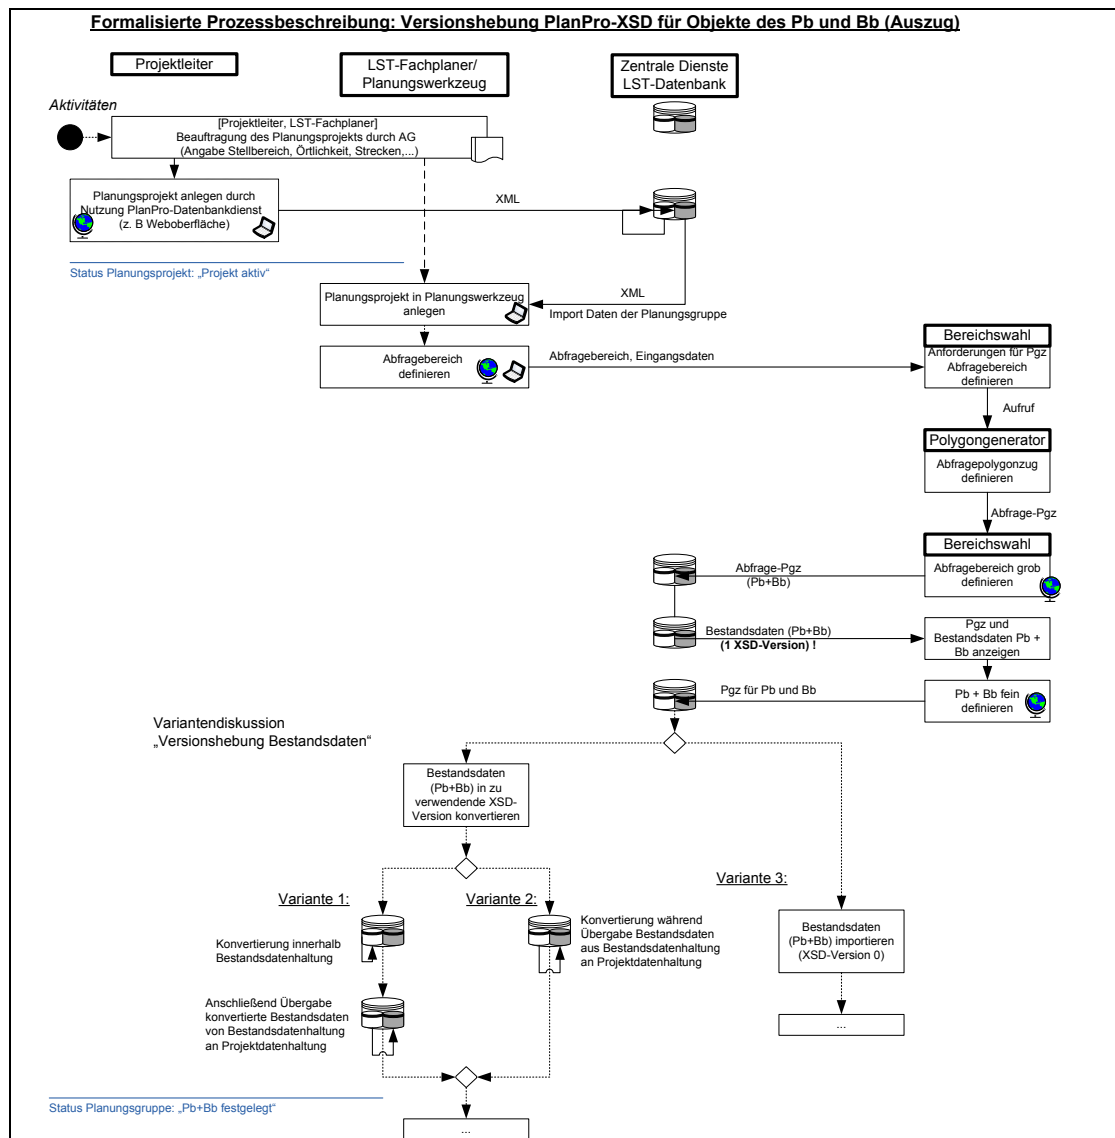 Formalisierte Prozessbeschreibung: Versionshebung PlanPro-XSD für Objekte des Pb und Bb (Auszug)
Projektleiter
LST-Fachplaner/
Planungswerkzeug
Zentrale Dienste
LST-Datenbank
Aktivitäten
[Projektleiter, LST-Fachplaner]
Beauftragung des Planungsprojekts durch AG
(Angabe Stellbereich, Örtlichkeit, Strecken,...)
Planungsprojekt anlegen durch
Nutzung PlanPro-Datenbankdienst
(z. B Weboberfläche)
XML
Status Planungsprojekt: „Projekt aktiv“
Planungsprojekt in Planungswerkzeug
anlegen
XML
Import Daten der Planungsgruppe
Abfragebereich
definieren
Abfragebereich, Eingangsdaten
Bereichswahl
Anforderungen für Pgz
Abfragebereich
definieren
Aufruf
Polygongenerator
Abfragepolygonzug
definieren
Abfrage-Pgz
Bereichswahl
Abfragebereich grob
definieren
Abfrage-Pgz
(Pb+Bb)
Bestandsdaten (Pb+Bb)
(1 XSD-Version) !
Pgz und
Bestandsdaten Pb +
Bb anzeigen
Pgz für Pb und Bb
Pb + Bb fein
definieren
Variantendiskussion
„Versionshebung Bestandsdaten“
Bestandsdaten
(Pb+Bb) in zu
verwendende XSD-
Version konvertieren
Variante 1:
Variante 2:
Variante 3:
Konvertierung innerhalb
Bestandsdatenhaltung
Konvertierung während
Übergabe Bestandsdaten
aus Bestandsdatenhaltung
an Projektdatenhaltung
Bestandsdaten
(Pb+Bb) importieren
(XSD-Version 0)
Anschließend Übergabe
konvertierte Bestandsdaten
von Bestandsdatenhaltung
an Projektdatenhaltung
...
Status Planungsgruppe: „Pb+Bb festgelegt“
...